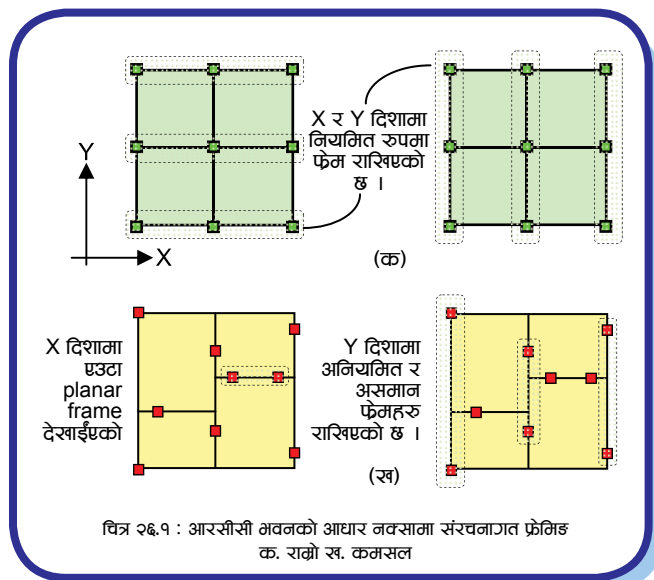 X र Y दिशामा
नियमित रुपमा
फ्रेम राखिएको
छ ।
Y
X
(क)
X दिशामा
एउटा
planar
frame
देखाईएको
Y दिशामा
अनियमित र
असमान
फ्रेमहरु
राखिएको छ ।
(ख)
चित्र २६.१ : आरसीसी भवनको आधार नक्सामा संरचनागत फ्रेमिङ
क. राम्रो ख. कमसल